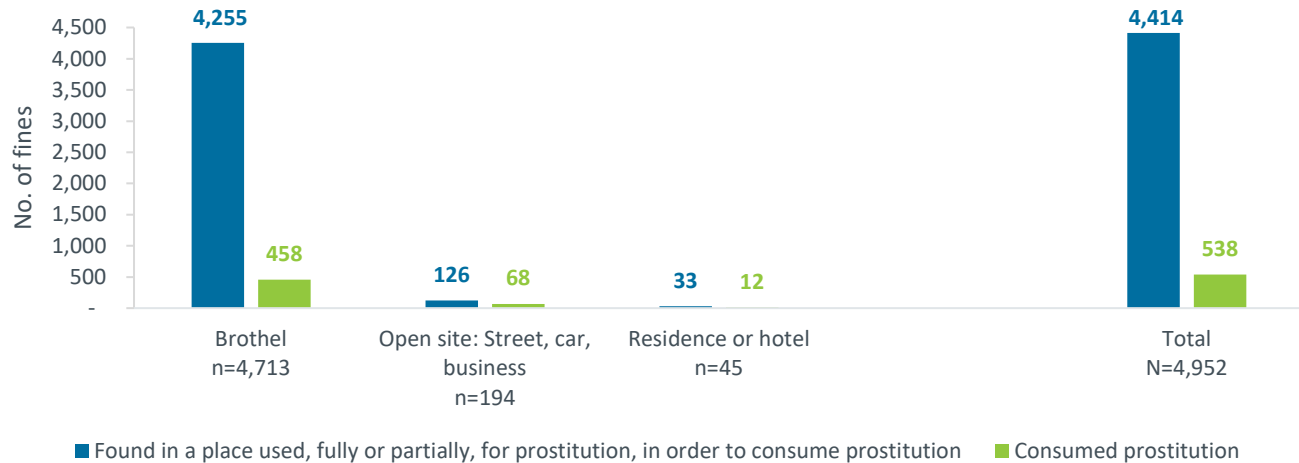 No. of fines
4,500
4,000
3,500
3,000
2,500
2,000
1,500
1,000
500
-
4,255
458
126
68
33
12
4,414
538
Brothel
n=4,713
Open site: Street, car,
business
n=194
Residence or hotel
n=45
Total
N=4,952
Found in a place used, fully or partially, for prostitution, in order to consume prostitution
Consumed prostitution